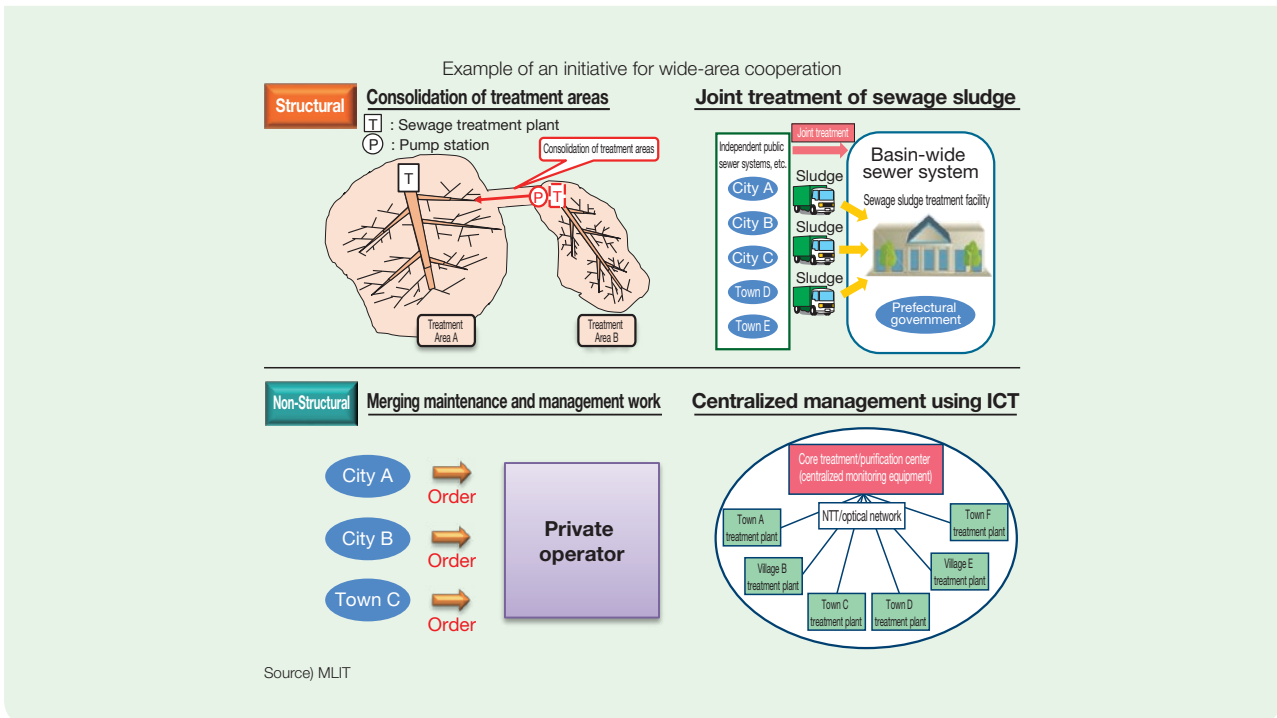 Example of an initiative for wide-area cooperation
Structural
Consolidation of treatment areas
T : Sewage treatment plant
P : Pump station
Consolidation of treatment areas
T
P
T
Treatment
Area A
Treatment
Area B
Joint treatment of sewage sludge
Independent public
sewer systems, etc.
City A
City B
City C
Town D
Town E
Joint treatment
Sludge
Sludge
Sludge
Basin-wide
sewer system
Sewage sludge treatment facility
Prefectural
government
Non-Structural
Merging maintenance and management work
City A
Order
City B
Order
Town C
Order
Private
operator
Centralized management using ICT
Core treatment/purification center
(centralized monitoring equipment)
NTT/optical network
Town A
treatment plant
Village B
treatment plant
Town C
treatment plant
Town D
treatment plant
Village E
treatment plant
Town F
treatment plant
Source) MLIT